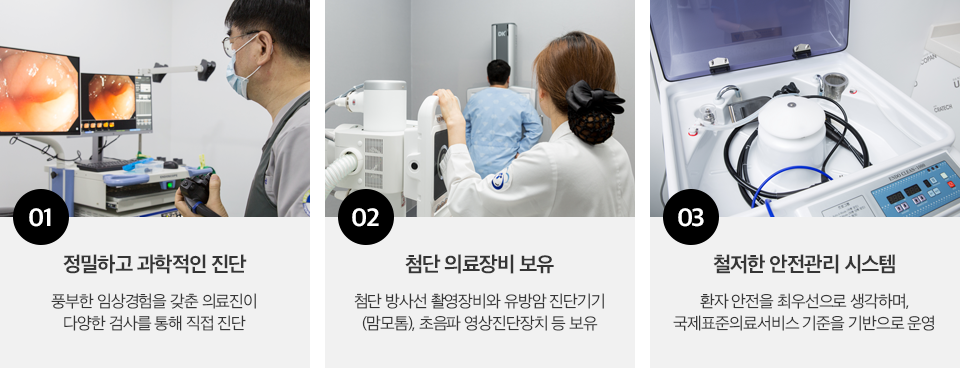 01
정밀하고 과학적인 진단
풍부한 임상경험을 갖춘 의료진이
다양한 검사를 통해 직접 진단
02
첨단 의료장비 보유
첨단 방사선 촬영장비와 유방암 진단기기
(맘모톰), 초음파 영상진단장치 등 보유
03
철저한 안전관리 시스템
환자 안전을 최우선으로 생각하며,
국제표준의료서비스 기준을 기반으로 운영